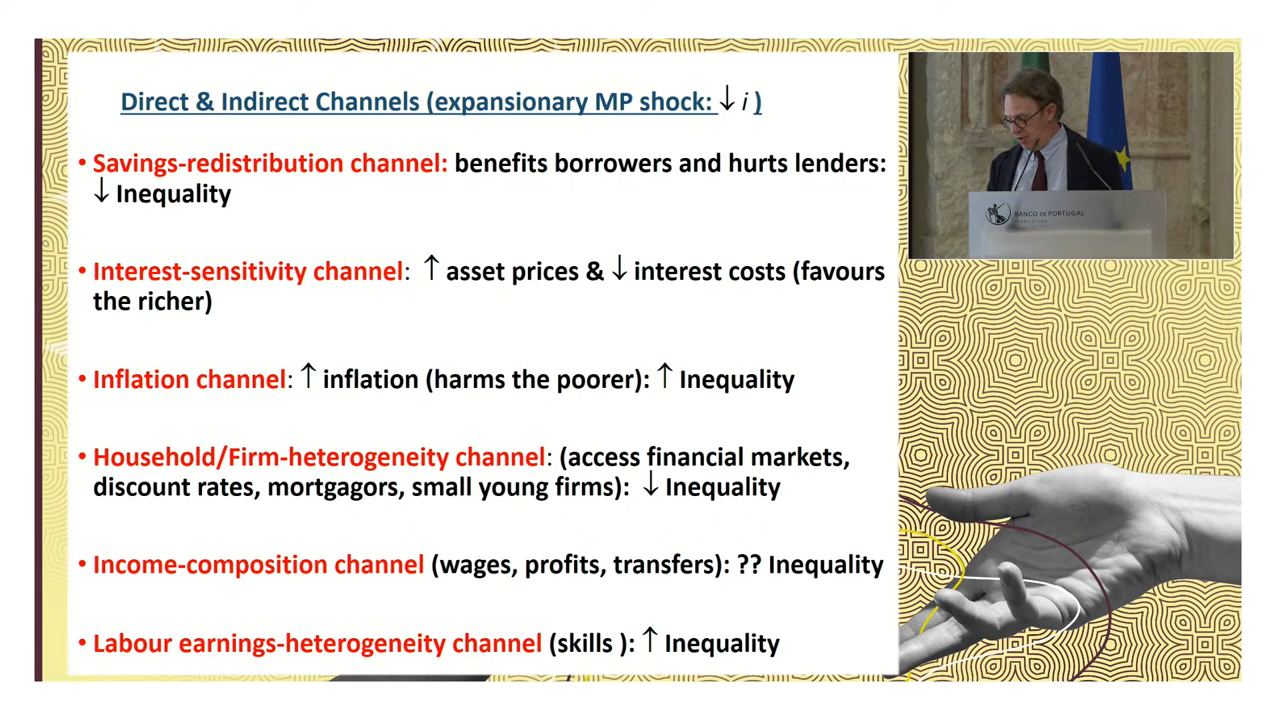 Direct & Indirect Channels (expansionary MP shock: ↓ i )
• Savings-redistribution channel: benefits borrowers and hurts lenders:
↓ Inequality
• Interest-sensitivity channel: ↑ asset prices & ↓ interest costs (favours
the richer)
• Inflation channel: ↑ inflation (harms the poorer): ↑ Inequality
• Household/Firm-heterogeneity channel: (access financial markets,
discount rates, mortgagors, small young firms): ↓ Inequality
• Income-composition channel (wages, profits, transfers): ?? Inequality
• Labour earnings-heterogeneity channel (skills ): ↑ Inequality
BANCO DE PORTUGAL
EUROSISTEMA